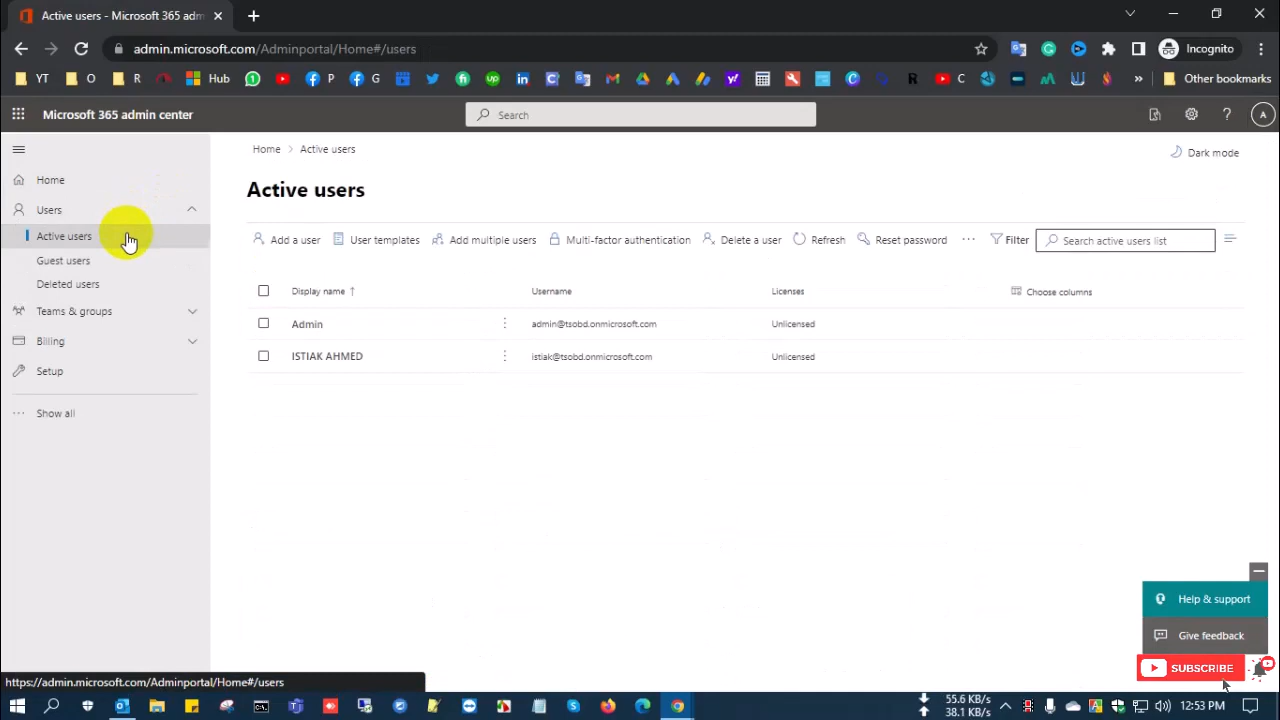 Active users - Microsoft 365 adm
admin.microsoft.com/Adminportal/Home#/users
Incognito
YT
O
R
Hub
P
G
C
»
Other bookmarks
Microsoft 365 admin center
Search
?
A
Home > Active users
Dark mode
Home
Users
Active users
Guest users
Deleted users
Teams & groups
Billing
Setup
Show all
Active users
Add a user
User templates
Add multiple users
Multi-factor authentication
Delete a user
Refresh
Reset password
Filter
Search active users list
Display name ↑
Username
Licenses
Choose columns
Admin
admin@tsobd.onmicrosoft.com
Unlicensed
ISTIAK AHMED
istiak@tsobd.onmicrosoft.com
Unlicensed
Help & support
Give feedback
SUBSCRIBE
https://admin.microsoft.com/Adminportal/Home#/users
55.6 KB/s
38.1 KB/s
12:53 PM